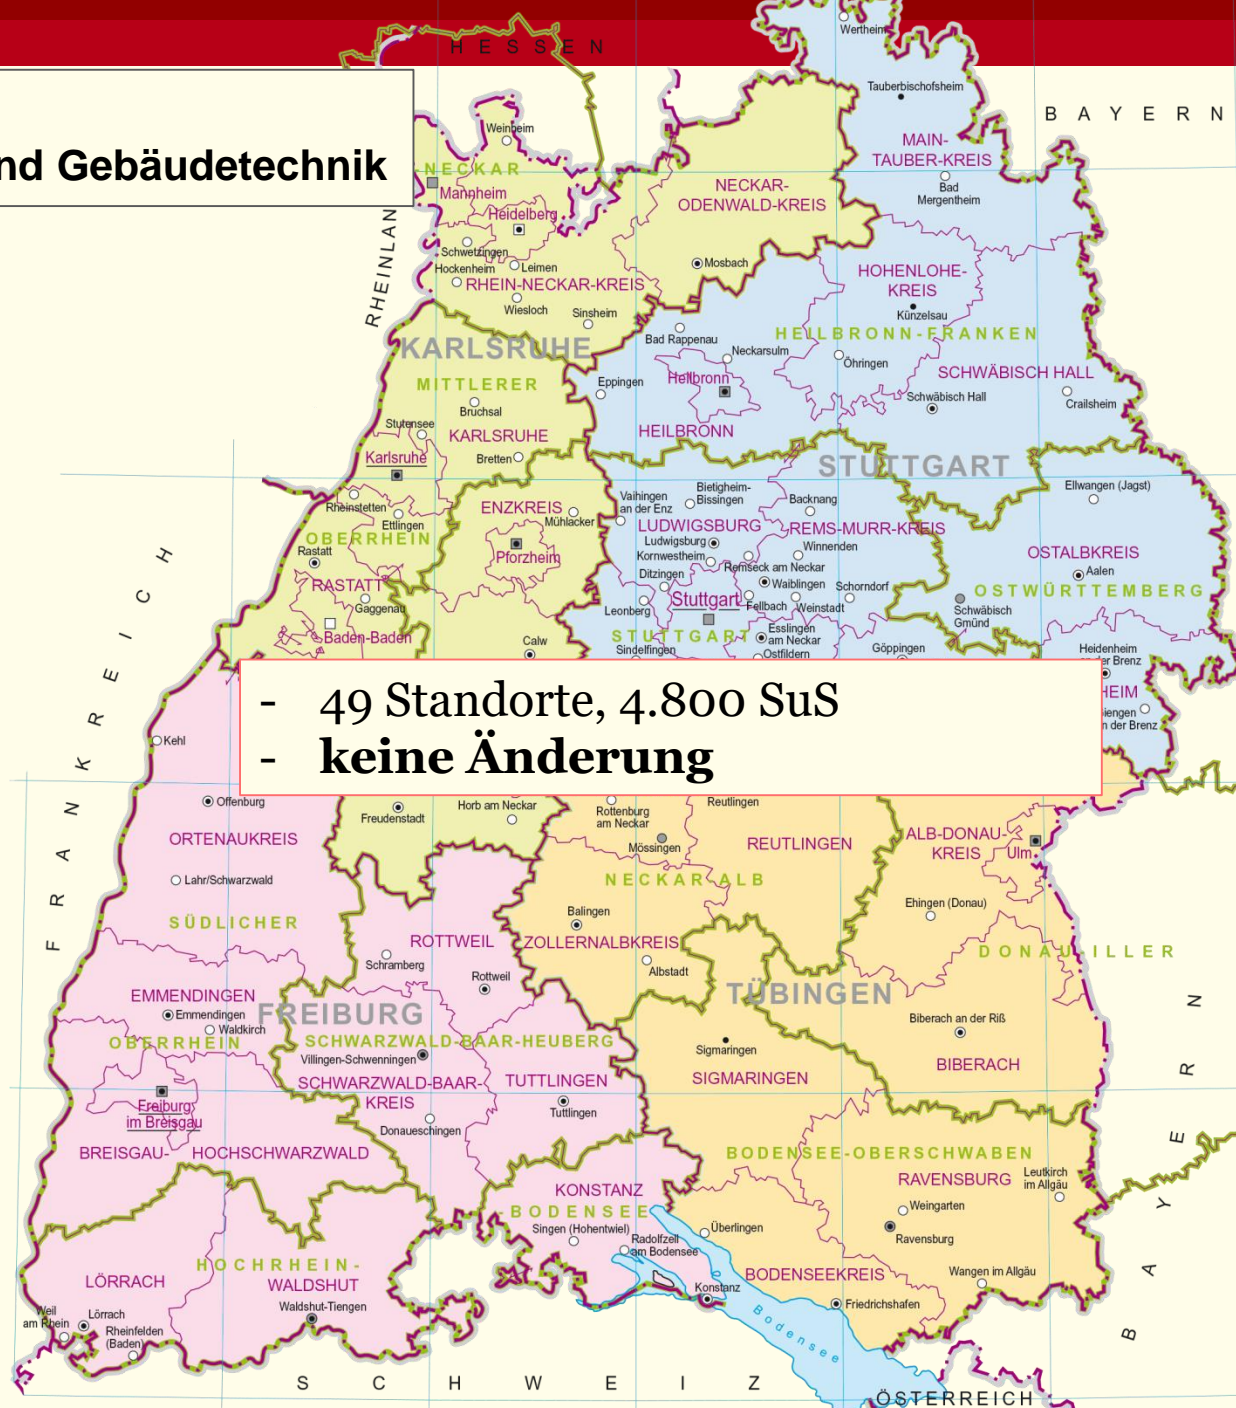 HESSEN
Wertheim
Tauberbischofsheim
BAYERN
nd Gebäudetechnik
MAIN-
TAUBER-KREIS
Bad
Mergentheim
Weinheim
-NECKAR
Mannheim
Heidelberg
NECKAR-
ODENWALD-KREIS
RHEINLAN
Schwetzingen
Hockenheim
Leimen
Mosbach
RHEIN-NECKAR-KREIS
Wiesloch
Sinsheim
HOHENLOHE-
KREIS
Künzelsau
Bad Rappenau
HEILBRONN-FRANKEN
KARLSRUHE
Neckarsulm
Öhringen
MITTLERER
Eppingen
Heilbronn
SCHWÄBISCH HALL
Bruchsal
Schwäbisch Hall
Crailsheim
Stutensee
KARLSRUHE
HEILBRONN
Karlsruhe
Bretten
STUTTGART
Ellwangen (Jagst)
Rheinstetten
Ettlingen
ENZKREIS
Mühlacker
Vaihingen
an der Enz
Bietigheim-
Bissingen
Backnang
LUDWIGSBURG
REMS-MURR-KREIS
OBERRHEIN
Ludwigsburg
Winnenden
Rastatt
Pforzheim
Kornwestheim
Remseck am Neckar
OSTALBKREIS
Aalen
RASTATT
Ditzingen
Waiblingen
Schorndorf
OSTWÜRTTEMBERG
Gaggenau
Leonberg
Stuttgart
Fellbach
Weinstadt
Schwäbisch
Gmünd
Baden-Baden
STUTTGART
Esslingen
am Neckar
Calw
Sindelfingen
Ostfildern
Göppingen
Heidenheim
er Brenz
- 49 Standorte, 4.800 SuS
- keine Änderung
HEIM
iengen
n der Brenz
FRANKREICH
Kehl
Offenburg
Freudenstadt
Horb am Neckar
Rottenburg
am Neckar
Reutlingen
ORTENAUKREIS
Mössingen
REUTLINGEN
ALB-DONAU-
KREIS
Ulm
Lahr/Schwarzwald
NECKAR-ALB
SÜDLICHER
Balingen
Ehingen (Donau)
ROTTWEIL
ZOLLERNALBKREIS
DONAU-ILLER
Schramberg
Rottweil
Albstadt
EMMENDINGEN
TÜBINGEN
Emmendingen
FREIBURG
Waldkirch
OBERRHEIN
SCHWARZWALD-BAAR-HEUBERG
Biberach an der Riß
Villingen-Schwenningen
Sigmaringen
BIBERACH
SCHWARZWALD-BAAR-
KREIS
TUTTLINGEN
SIGMARINGEN
Freiburg
im Breisgau
Tuttlingen
Donaueschingen
BAYERN
BREISGAU-
HOCHSCHWARZWALD
BODENSEE-OBERSCHWABEN
KONSTANZ
RAVENSBURG
Leutkirch
im Allgäu
-BODENSEE
Weingarten
Singen (Hohentwiel)
Überlingen
Ravensburg
Radolfzell
am Bodensee
HOCHRHEIN-
LÖRRACH
WALDSHUT
BODENSEEKREIS
Wangen im Allgäu
Konstanz
Weil
am Rhein
Lörrach
Waldshut-Tiengen
Friedrichshafen
Rheinfelden
(Baden)
Bodensee
SCHWEIZ
ÖSTERREICH